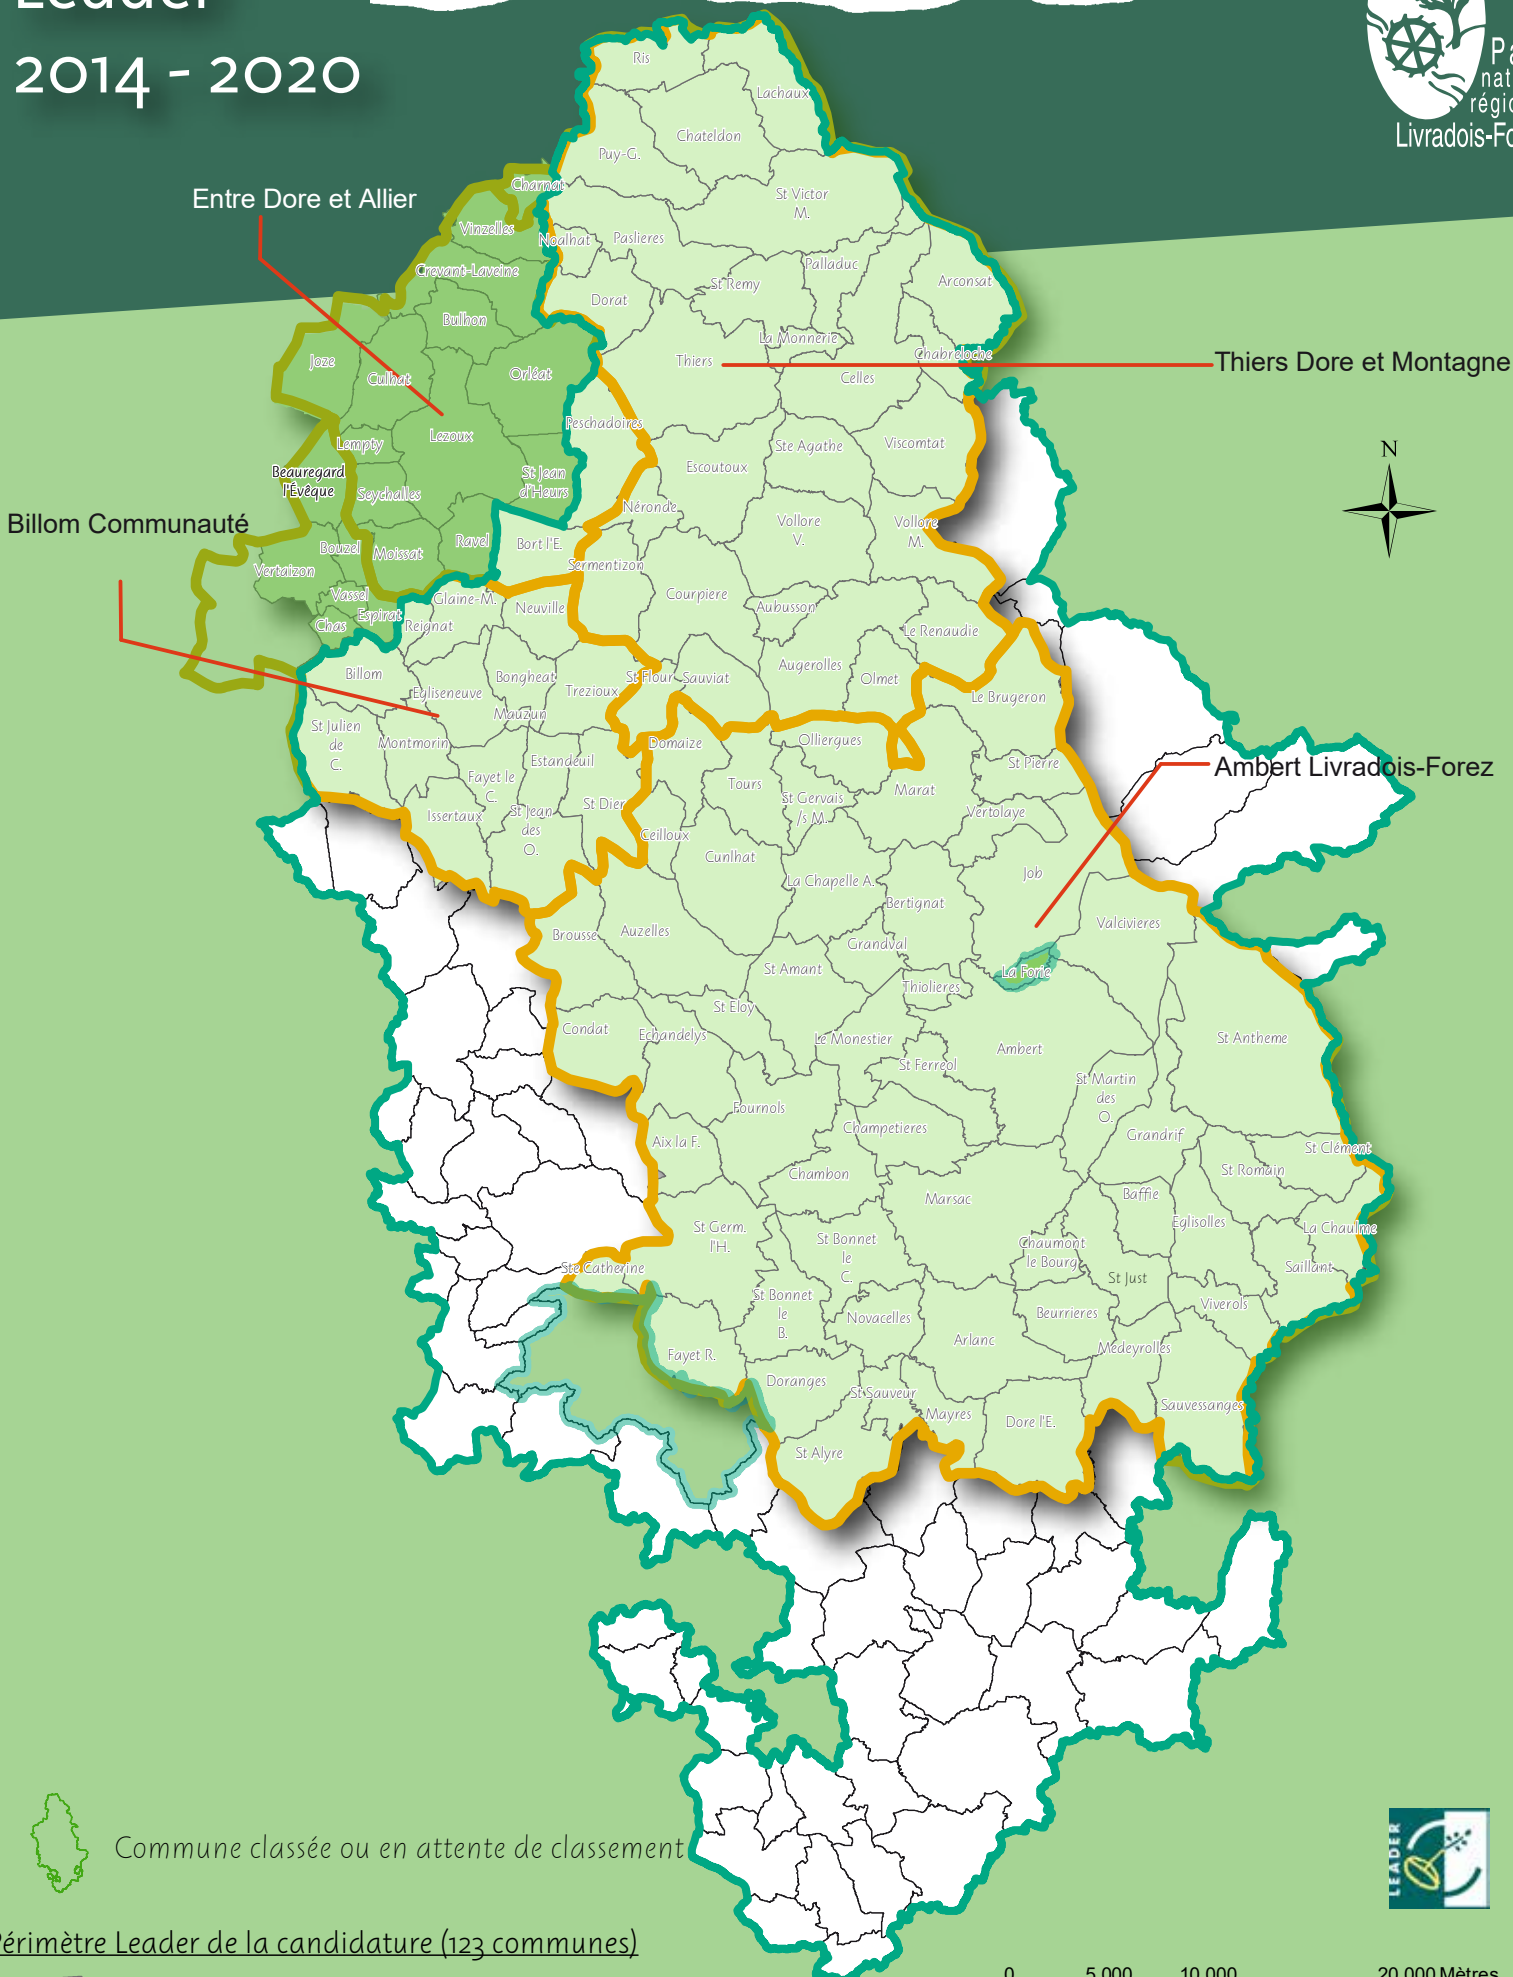 Leader
2014 - 2020
Livradois-Fo
Entre Dore et Allier
Thiers Dore et Montagne
Billom Communauté
Ambert Livradois-Forez
N
Ris
Lachaux
Chateldon
Puy-G.
Charnat
St Victor
M.
Vinzelles
Noalhat
Paslieres
Crevant-Laveine
Palladuc
St Remy
Arconsat
Dorat
Bulhon
La Monnerie
Chabreloche
Joze
Thiers
Culhat
Orléat
Celles
Peschadoires
Lempty
Lezoux
Ste Agathe
Viscomtat
Beauregard
l'Évêque
Escoutoux
St Jean
d'Heurs
Seychalles
Néronde
Vollore
V.
Vollore
M.
Bouzel
Moissat
Ravel
Bort l'E.
Vertaizon
Sermentizon
Vassel
Glaine-M.
Neuville
Courpiere
Aubusson
Chas
Espirat
Reignat
Le Renaudie
Billom
Bongheat
Egliseneuve
Trezioux
St Flour
Sauviat
Augerolles
Olmet
Le Brugeron
Mauzun
St Julien
de
C.
Montmorin
Domaize
Olliergues
Estandeuil
St Pierre
Fayet le
C.
Tours
St Gervais
/s M.
Marat
Vertolaye
Issertaux
St Jean
des
O.
St Dier
Ceilloux
Cunlhat
La Chapelle A.
Job
Bertignat
Valcivieres
Brousse
Auzelles
Grandval
St Amant
La Forie
Thiolieres
St Eloy
Condat
Echandelys
Le Monestier
Ambert
St Antheme
St Ferreol
St Martin
des
O.
Fournols
Aix la F.
Champetieres
Grandrif
St Clément
Chambon
St Romain
Marsac
Baffie
St Germ.
l'H.
St Bonnet
le
C.
Chaumont
le Bourg
Eglisolles
La Chaulme
Ste Catherine
St Just
Saillant
St Bonnet
le
B.
Novacelles
Beurrieres
Viverols
Fayet R.
Arlanc
Medeyrolles
Doranges
St Sauveur
Mayres
Dore l'E.
Sauvessanges
St Alyre
Commune classée ou en attente de classement
LEADER
Périmètre Leader de la candidature (123 communes)
0 5 000 10 000 20 000 Mètres